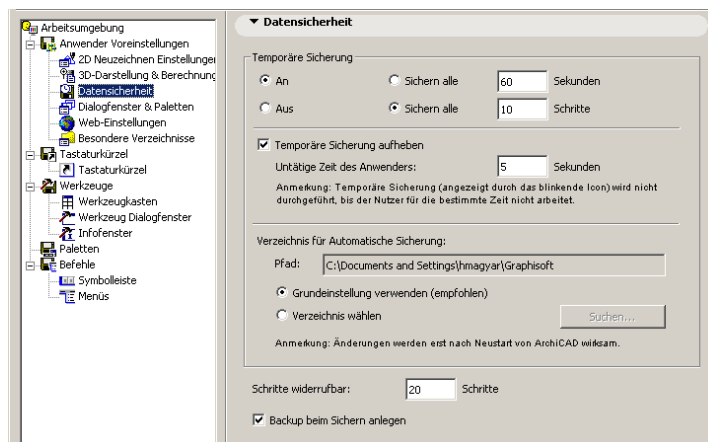 Arbeitsumgebung
Anwender Voreinstellungen
2D Neuzeichnen Einstellungen
3D-Darstellung & Berechnung
Datensicherheit
Dialogfenster & Paletten
Web-Einstellungen
Besondere Verzeichnisse
Tastaturkürzel
Tastaturkürzel
Werkzeuge
Werkzeugkasten
Werkzeug Dialogfenster
Infofenster
Paletten
Befehle
Symbolleiste
Menüs
Datensicherheit
Temporäre Sicherung
An Sichern alle 60 Sekunden
Aus Sichern alle 10 Schritte
Temporäre Sicherung aufheben
Untätige Zeit des Anwenders: 5 Sekunden
Anmerkung: Temporäre Sicherung (angezeigt durch das blinkende Icon) wird nicht
durchgeführt, bis der Nutzer für die bestimmte Zeit nicht arbeitet.
Verzeichnis für Automatische Sicherung:
Pfad: C:\Documents and Settings\hmagyar\Graphisoft
Grundeinstellung verwenden (empfohlen)
Verzeichnis wählen Suchen...
Anmerkung: Änderungen werden erst nach Neustart von ArchiCAD wirksam.
Schritte widerrufbar: 20 Schritte
Backup beim Sichern anlegen